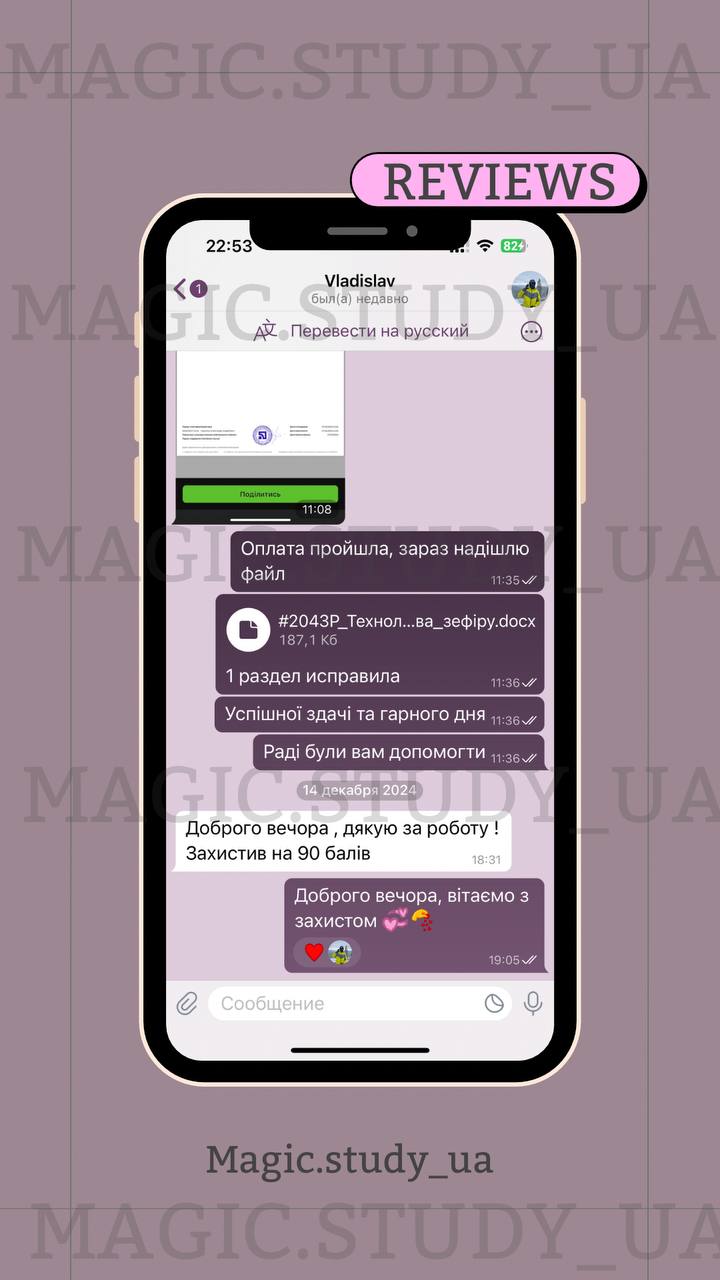 MAGIC.STUDY_UA
REVIEWS
22:53
82
1
Vladislav
был(а) недавно
MAGIC.STUDY_UA
Перевести на русский
Поділитись
11:08
Оплата пройшла, зараз надішлю
файл
11:35
MAGIC.STUDY_UA
#2043Р_Технол...ва_зефіру.docx
187,1 Кб
1 раздел исправила
11:36
Успішної здачі та гарного дня
11:36
Раді були вам допомогти
11:36
14 декабря 2024
MAGIC.STUDY_UA
Доброго вечора , дякую за роботу !
Захистив на 90 балів
18:31
Доброго вечора, вітаємо з
захистом 💞💐
19:05
Сообщение
Magic.study_ua
MAGIC.STUDY_UA